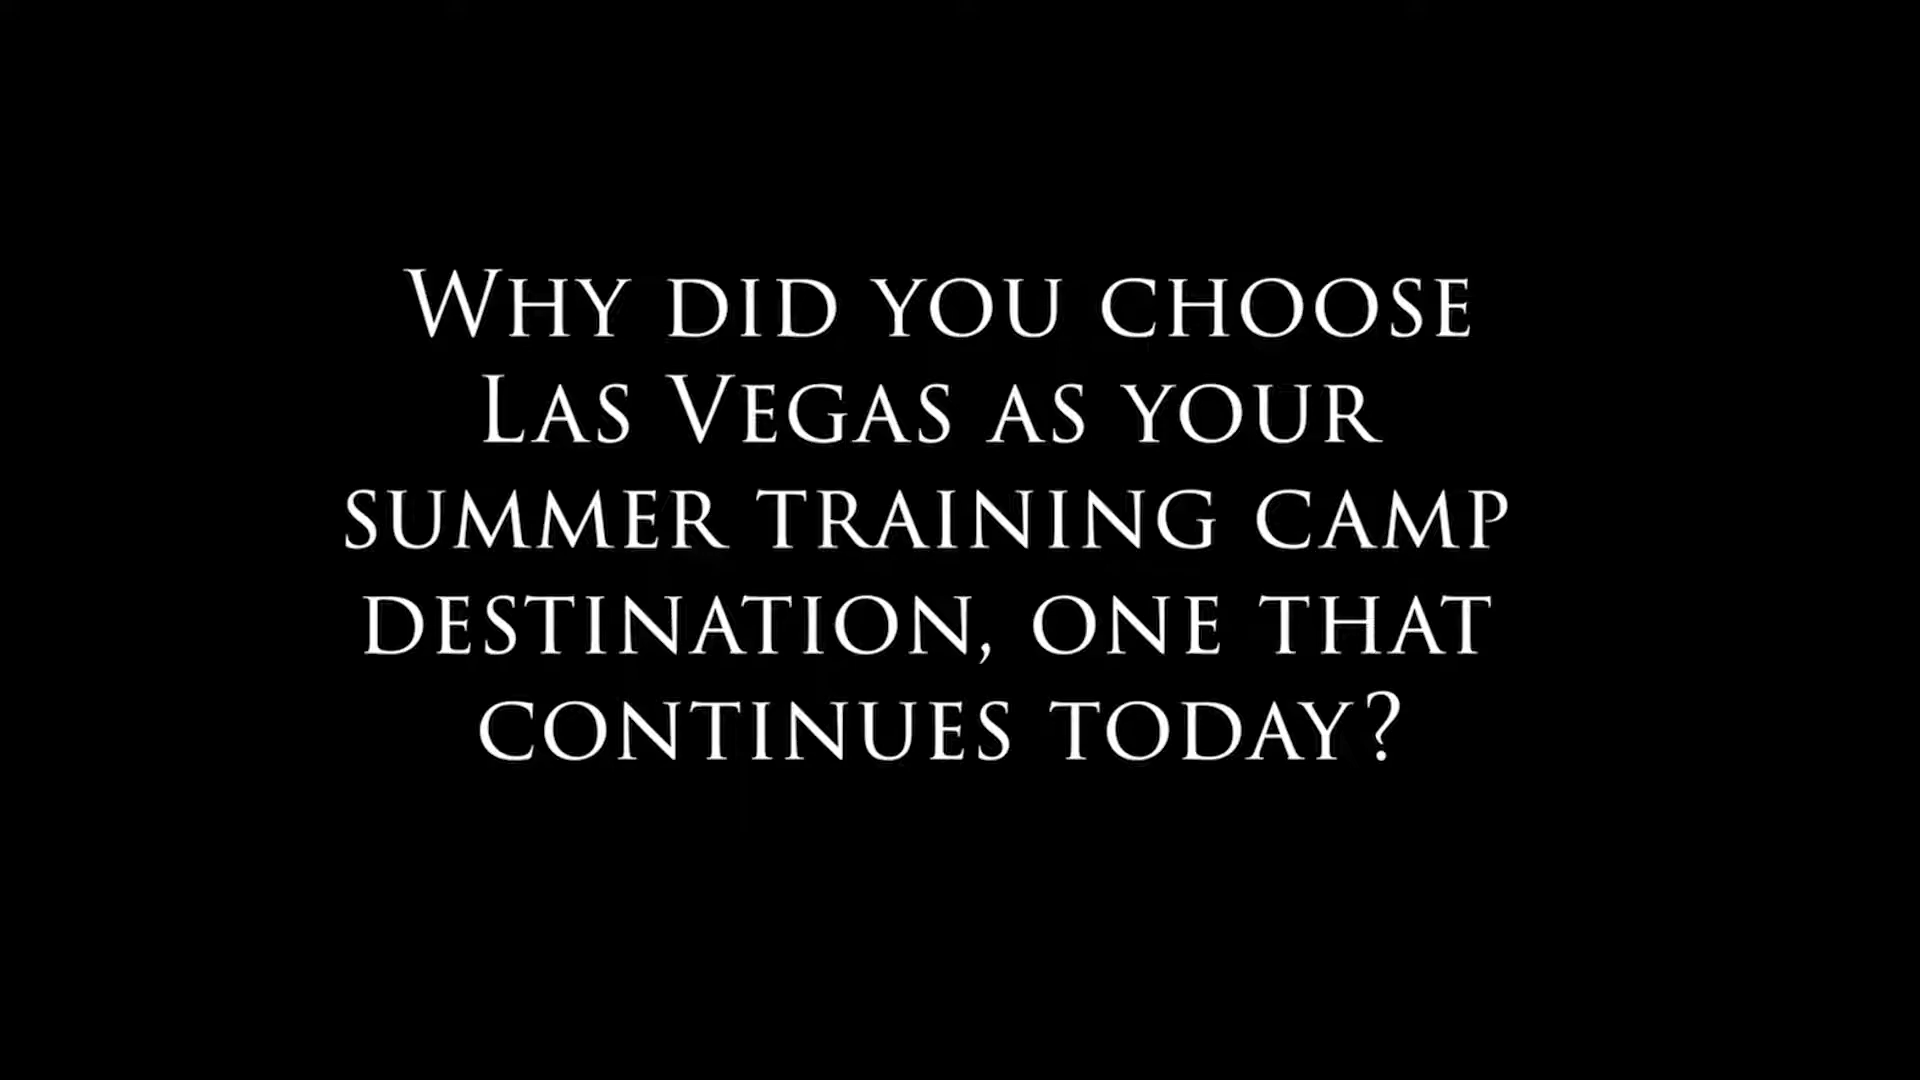 Why did you choose
Las Vegas as your
summer training camp
destination, one that
continues today?